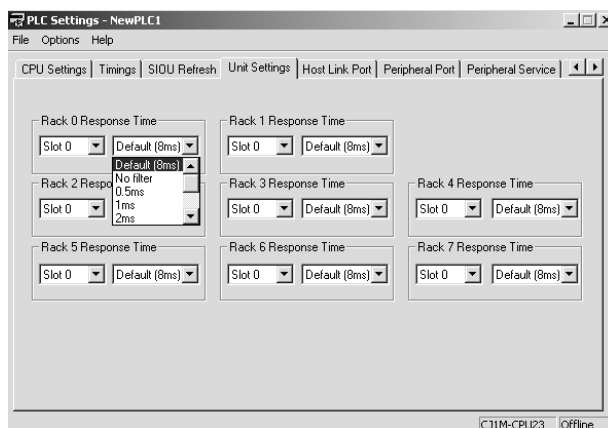 PLC Settings - NewPLC1
File Options Help
CPU Settings Timings SIOU Refresh Unit Settings Host Link Port Peripheral Port Peripheral Service
Rack 0 Response Time Rack 1 Response Time
Slot 0 Default (8ms) Slot 0 Default (8ms)
Default (8ms)
No filter
Rack 2 Respo Rack 3 Response Time Rack 4 Response Time
0.5ms
Slot 0 1ms Slot 0 Default (8ms) Slot 0 Default (8ms)
2ms
Rack 5 Response Time Rack 6 Response Time Rack 7 Response Time
Slot 0 Default (8ms) Slot 0 Default (8ms) Slot 0 Default (8ms)
CJ1M-CPU23 Offline